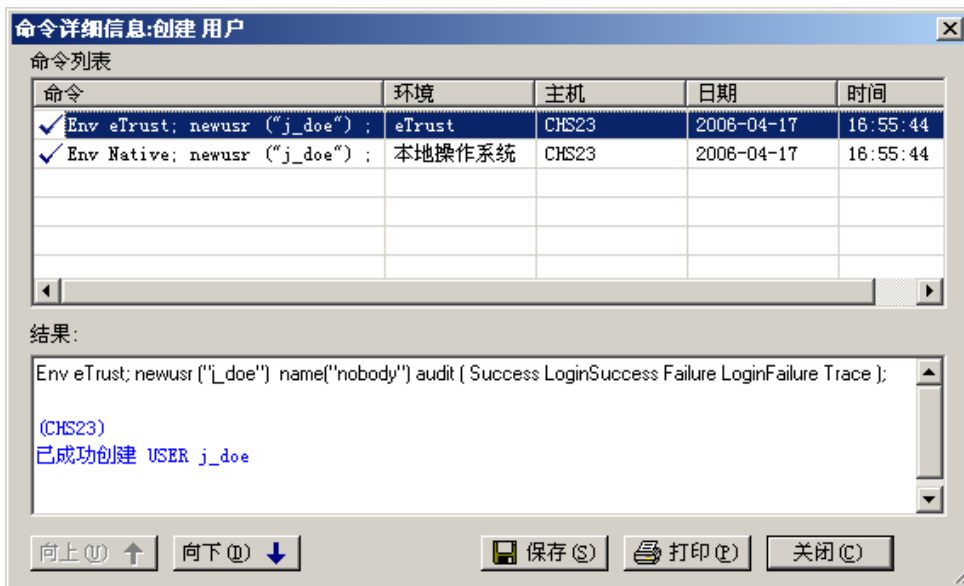 命令详细信息:创建 用户
命令列表
命令 环境 主机 日期 时间
Env eTrust; newusr ("j_doe") ; eTrust CHS23 2006-04-17 16:55:44
Env Native; newusr ("j_doe") ; 本地操作系统 CHS23 2006-04-17 16:55:44
结果:
Env eTrust; newusr ("j_doe") name("nobody") audit ( Success LoginSuccess Failure LoginFailure Trace );
(CHS23)
已成功创建 USER j_doe
向上(U) 向下(D) 保存(S) 打印(P) 关闭(C)